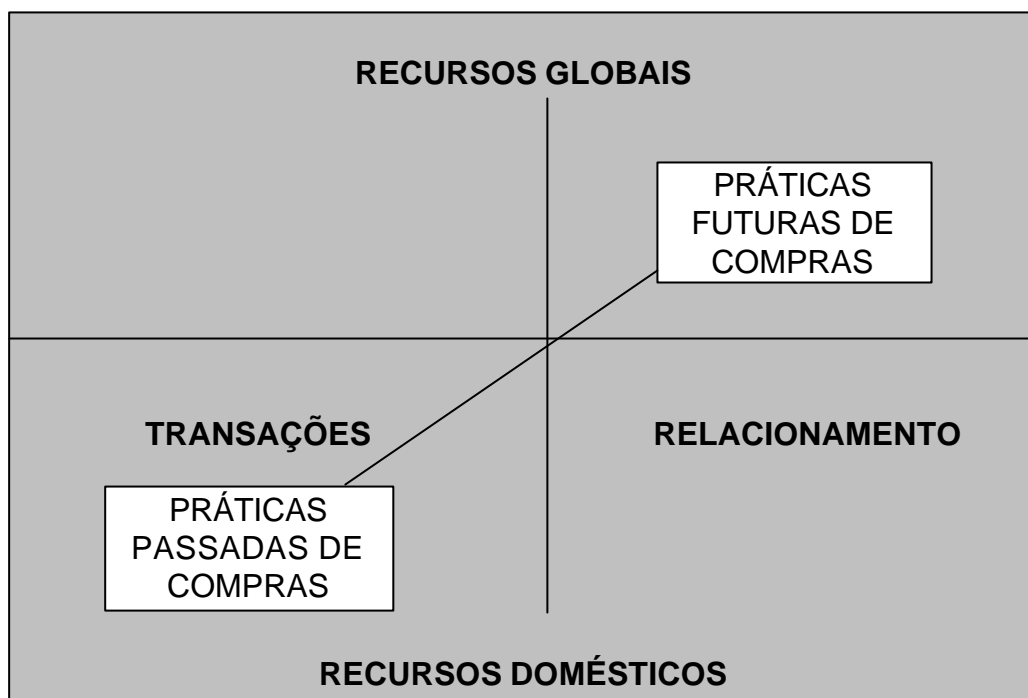 RECURSOS GLOBAIS
PRÁTICAS
FUTURAS DE
COMPRAS
TRANSAÇÕES
RELACIONAMENTO
PRÁTICAS
PASSADAS DE
COMPRAS
RECURSOS DOMÉSTICOS